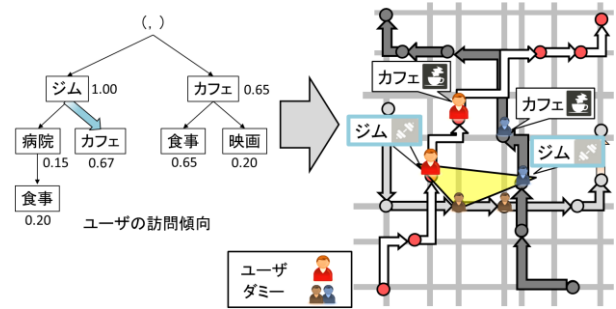 (, )
ジム 1.00
カフェ 0.65
病院 0.15
カフェ 0.67
食事 0.65
映画 0.20
食事 0.20
ユーザの訪問傾向
カフェ
カフェ
ジム
ジム
ユーザ
ダミー